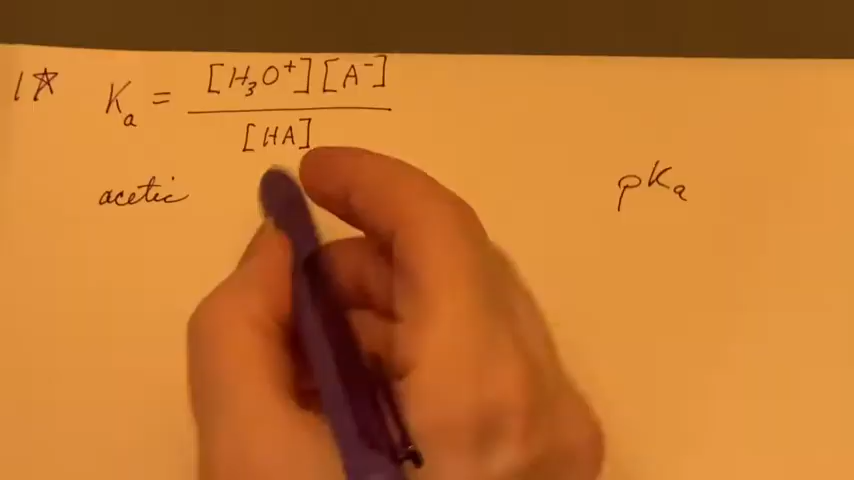 1☆ Kₐ = [H₃O⁺][A⁻]
[HA]
acetic pKₐ